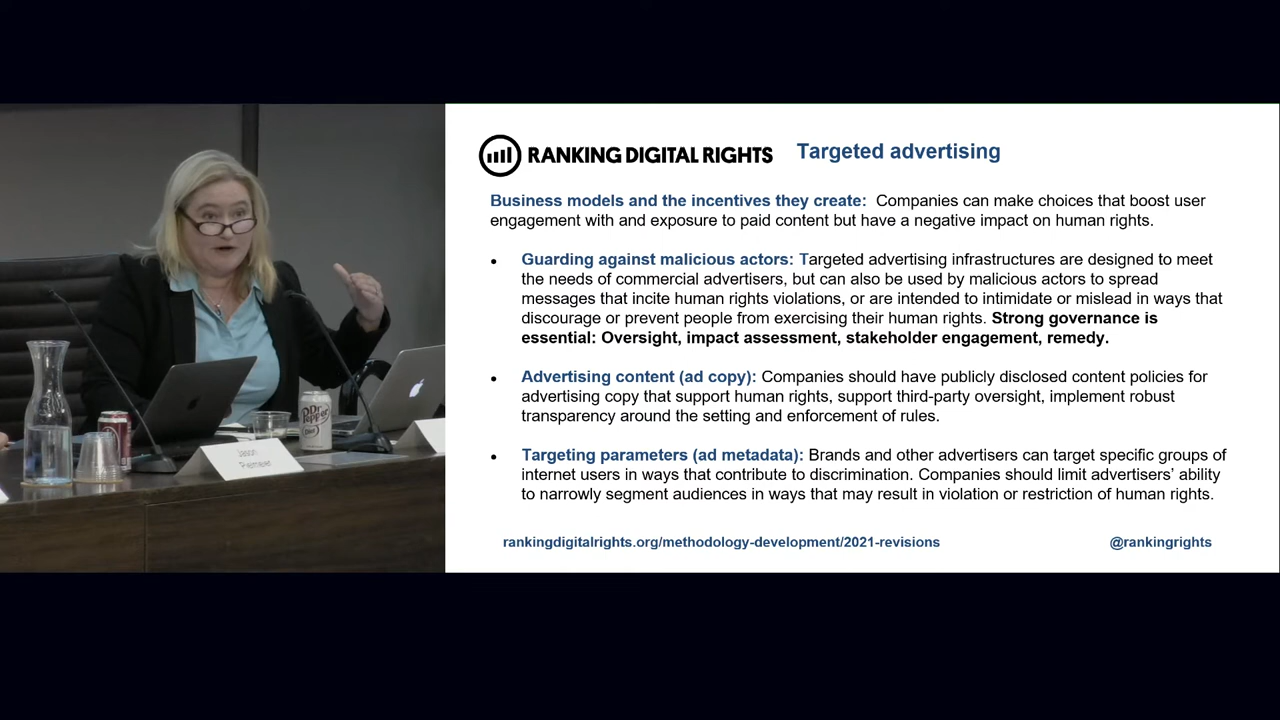 RANKING DIGITAL RIGHTS
Targeted advertising
Business models and the incentives they create: Companies can make choices that boost user
engagement with and exposure to paid content but have a negative impact on human rights.
• Guarding against malicious actors: Targeted advertising infrastructures are designed to meet
the needs of commercial advertisers, but can also be used by malicious actors to spread
messages that incite human rights violations, or are intended to intimidate or mislead in ways that
discourage or prevent people from exercising their human rights. Strong governance is
essential: Oversight, impact assessment, stakeholder engagement, remedy.
• Advertising content (ad copy): Companies should have publicly disclosed content policies for
advertising copy that support human rights, support third-party oversight, implement robust
transparency around the setting and enforcement of rules.
• Targeting parameters (ad metadata): Brands and other advertisers can target specific groups of
internet users in ways that contribute to discrimination. Companies should limit advertisers' ability
to narrowly segment audiences in ways that may result in violation or restriction of human rights.
rankingdigitalrights.org/methodology-development/2021-revisions
@rankingrights
Dr Pepper
Jason